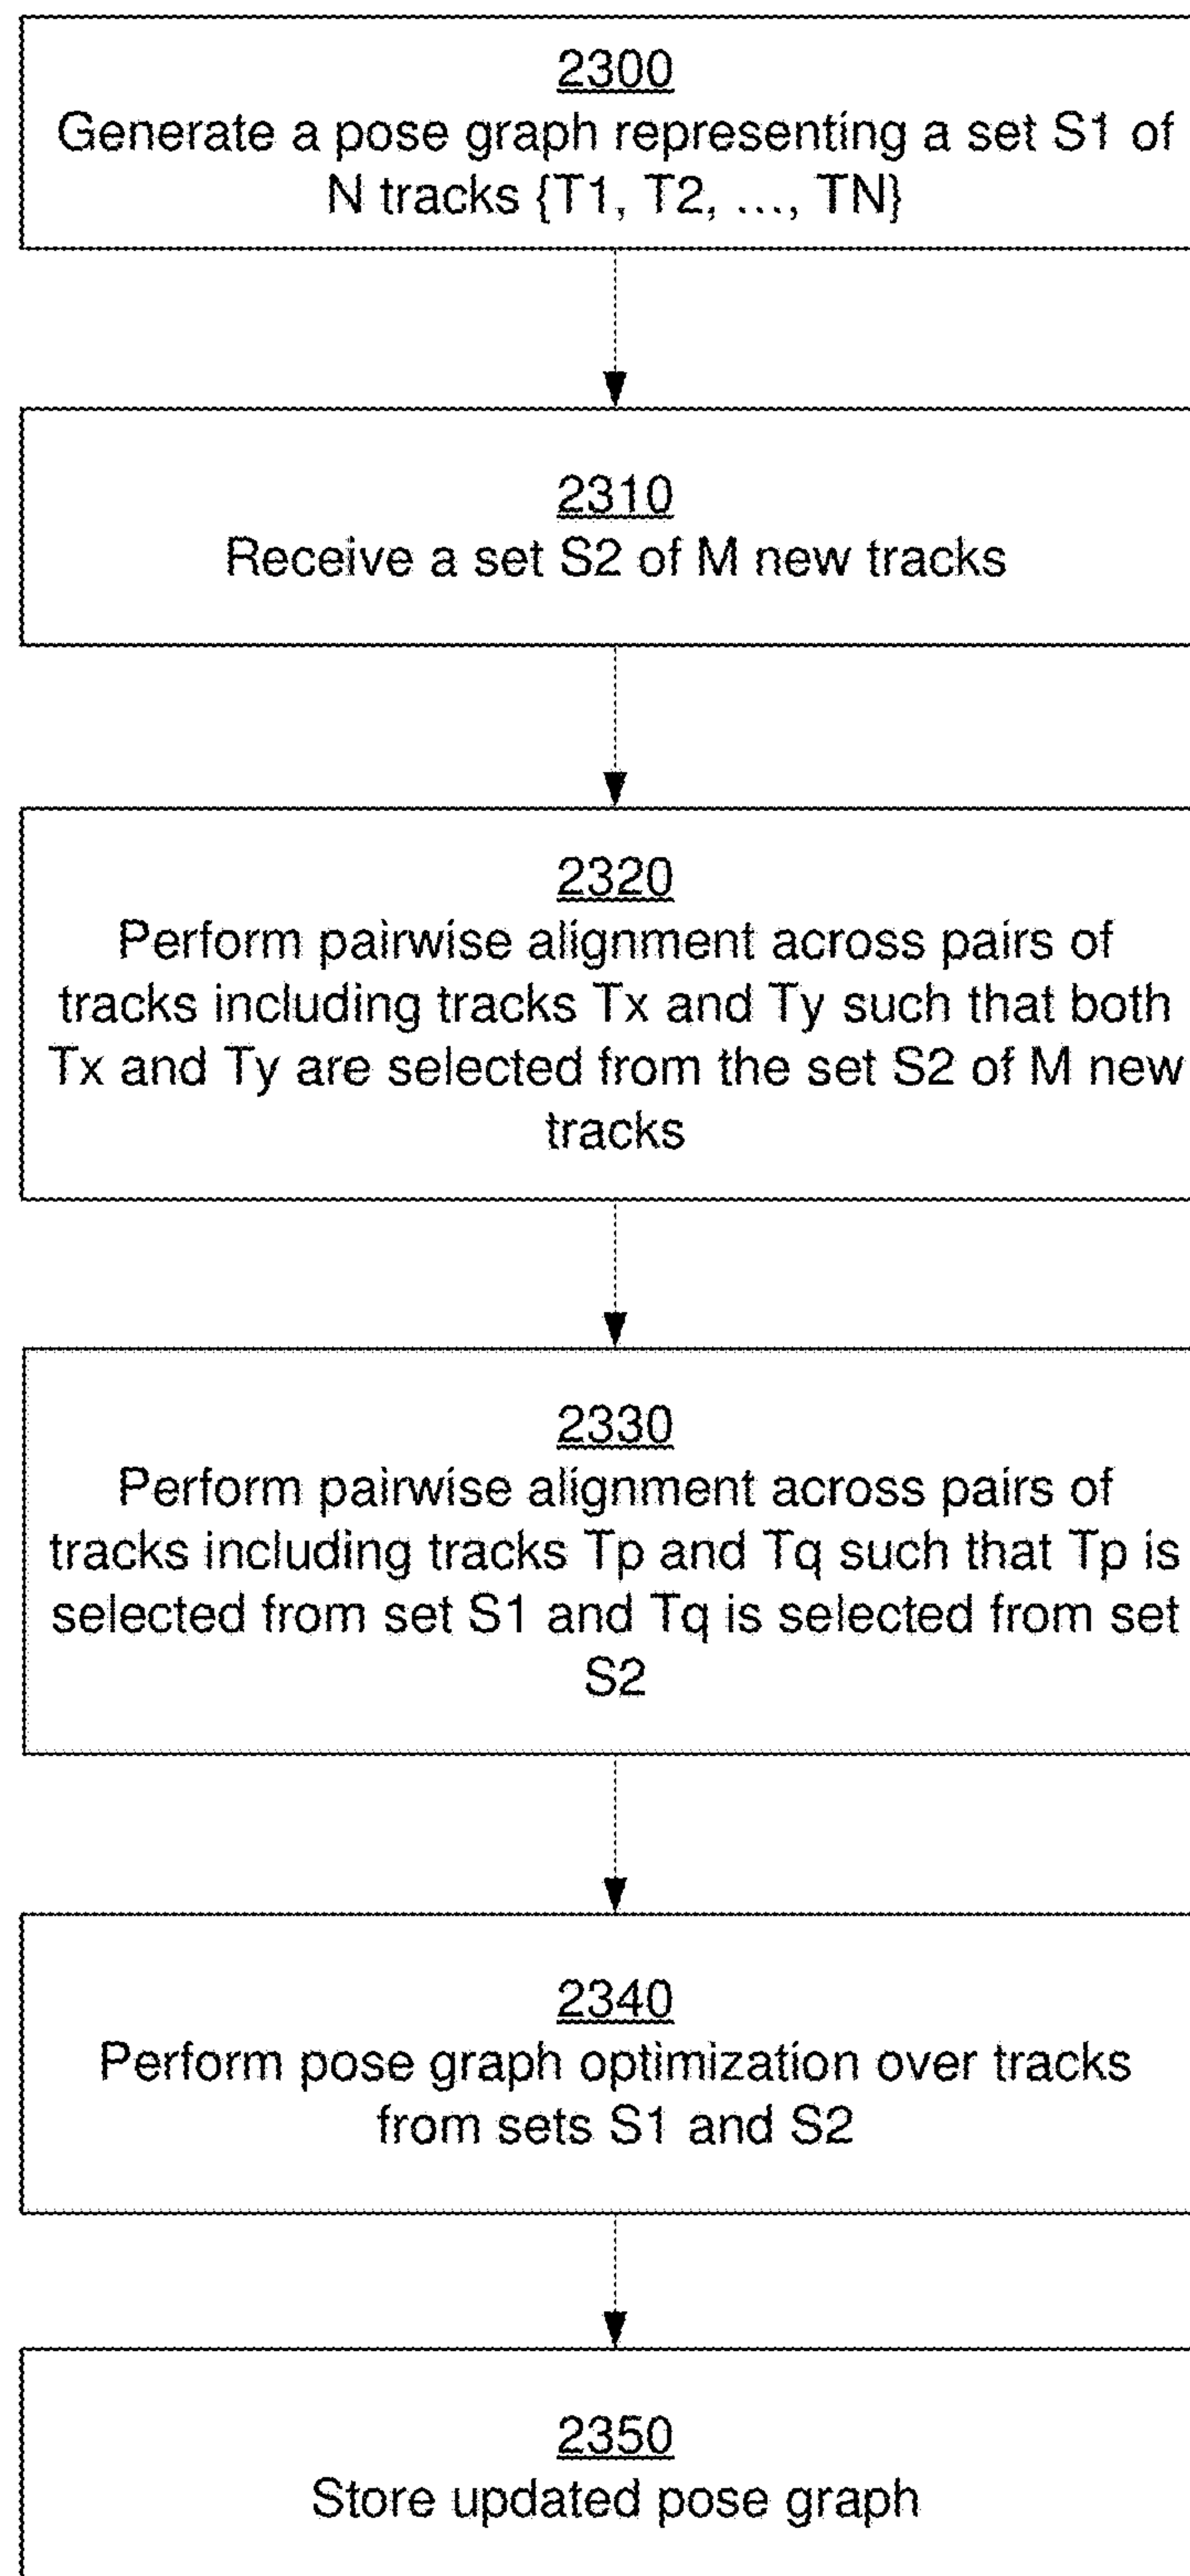 2300
Generate a pose graph representing a set S1 of
N tracks {T1, T2, ..., TN}
2310
Receive a set S2 of M new tracks
2320
Perform pairwise alignment across pairs of
tracks including tracks Tx and Ty such that both
Tx and Ty are selected from the set S2 of M new
tracks
2330
Perform pairwise alignment across pairs of
tracks including tracks Tp and Tq such that Tp is
selected from set S1 and Tq is selected from set
S2
2340
Perform pose graph optimization over tracks
from sets S1 and S2
2350
Store updated pose graph